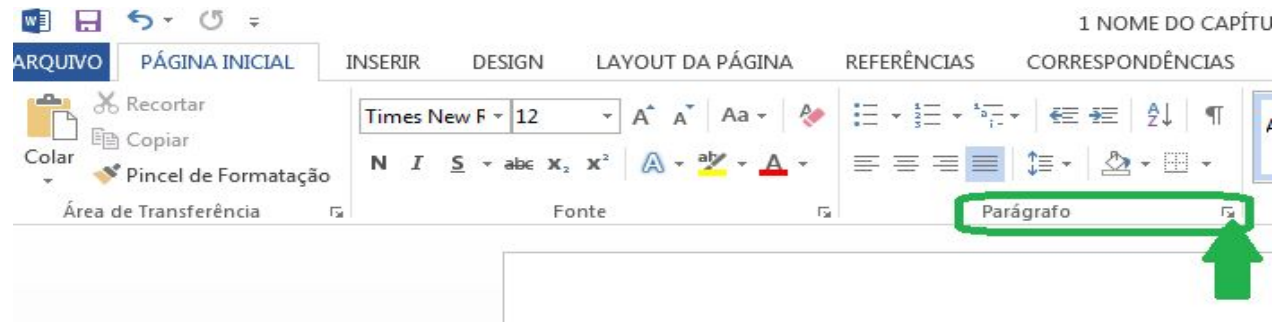 1 NOME DO CAPÍTU
ARQUIVO PÁGINA INICIAL INSERIR DESIGN LAYOUT DA PÁGINA REFERÊNCIAS CORRESPONDÊNCIAS
Colar
Recortar
Copiar
Pincel de Formatação
Área de Transferência
Times New R 12 A A Aa
N I S abc X₂ X² A aby A
Fonte
Parágrafo